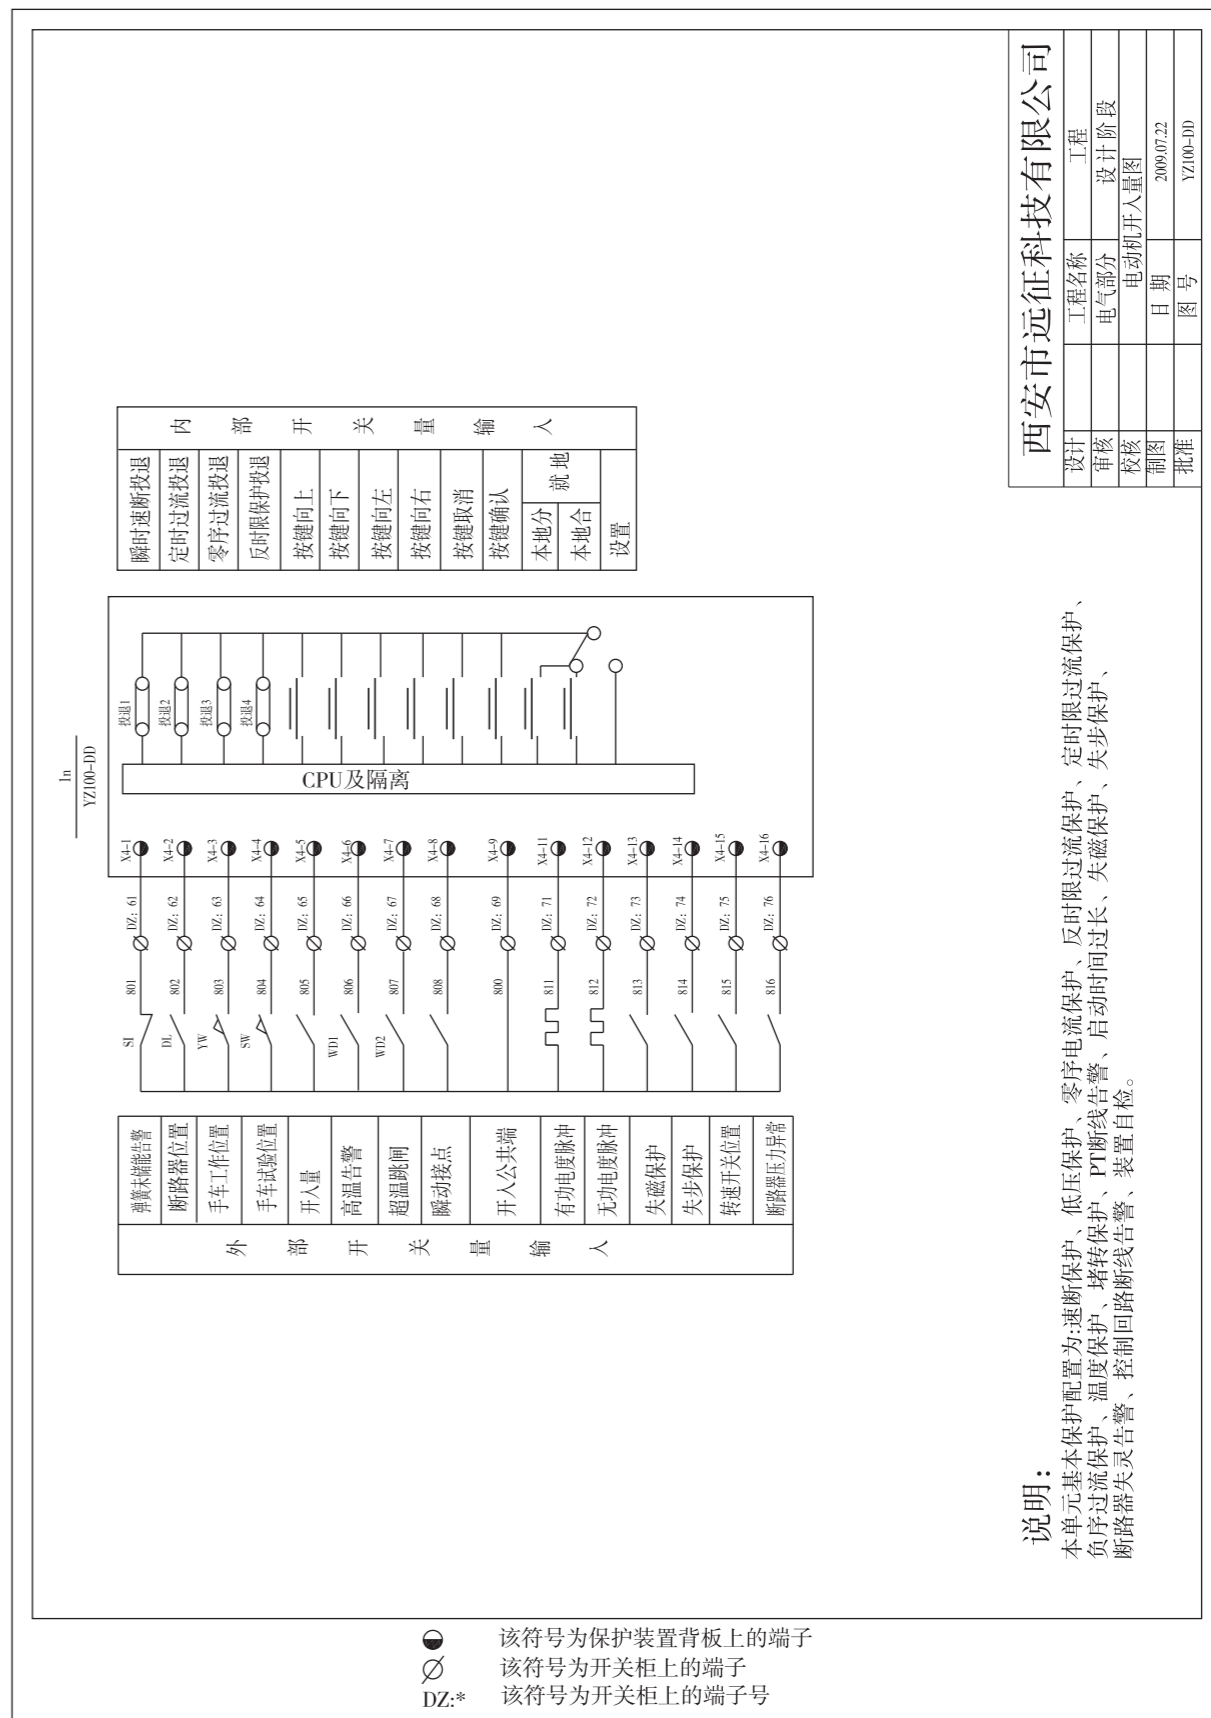 1n
YZ100-DD
弹簧未储能告警
断路器位置
手车工作位置
手车试验位置
开入量
高温告警
超温跳闸
瞬动接点
开入公共端
有功电度脉冲
无功电度脉冲
失磁保护
失步保护
转速开关位置
断路器压力异常
外部开关量输入
SI 801 DZ: 61 X4-1
DL 802 DZ: 62 X4-2
YW 803 DZ: 63 X4-3
SW 804 DZ: 64 X4-4
805 DZ: 65 X4-5
WD1 806 DZ: 66 X4-6
WD2 807 DZ: 67 X4-7
808 DZ: 68 X4-8
800 DZ: 69 X4-9
811 DZ: 71 X4-11
812 DZ: 72 X4-12
813 DZ: 73 X4-13
814 DZ: 74 X4-14
815 DZ: 75 X4-15
816 DZ: 76 X4-16
CPU及隔离
投退1
投退2
投退3
投退4
瞬时速断投退
定时过流投退
零序过流投退
反时限保护投退
按键向上
按键向下
按键向左
按键向右
按键取消
按键确认
本地分
本地合
就地
设置
内部开关量输入
说明:
本单元基本保护配置为:速断保护、低压保护、零序电流保护、反时限过流保护、定时限过流保护、
负序过流保护、温度保护、堵转保护、PT断线告警、启动时间过长、失磁保护、失步保护、
断路器失灵告警、控制回路断线告警、装置自检。
西安市远征科技有限公司
设计 工程名称 工程
审核 电气部分 设计阶段
校核 电动机开入量图
制图 日期 2009.07.22
批准 图号 YZ100-DD
该符号为保护装置背板上的端子
该符号为开关柜上的端子
DZ:* 该符号为开关柜上的端子号